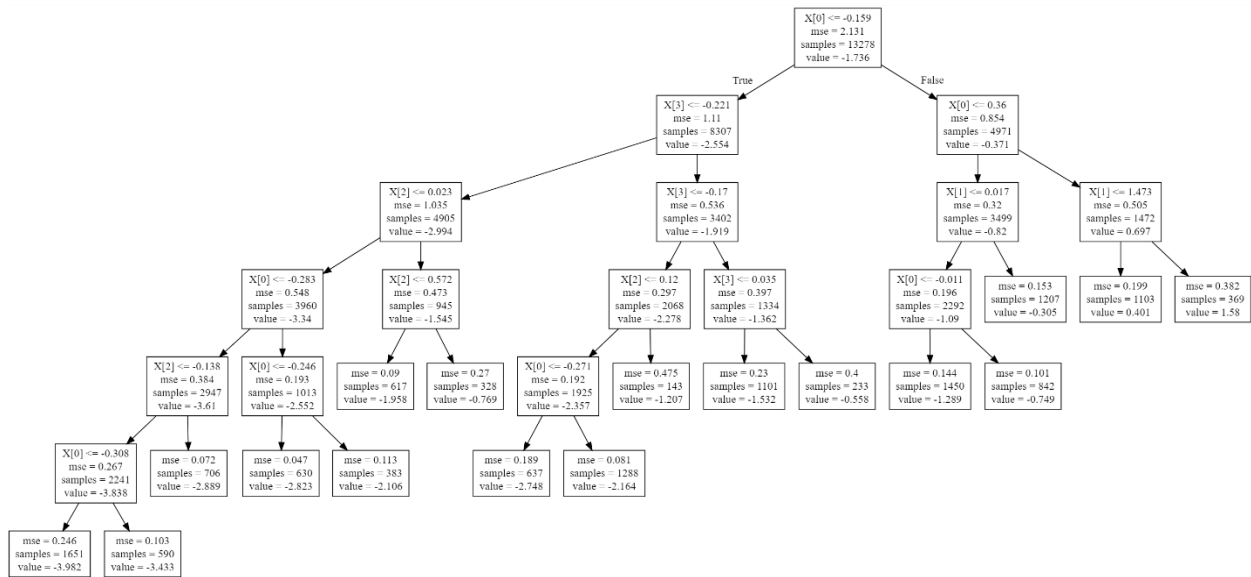 X[0] <= -0.159
mse = 2.131
samples = 13278
value = -1.736
True
False
X[3] <= -0.221
mse = 1.11
samples = 8307
value = -2.554
X[0] <= 0.36
mse = 0.854
samples = 4971
value = -0.371
X[2] <= 0.023
mse = 1.035
samples = 4905
value = -2.994
X[3] <= -0.17
mse = 0.536
samples = 3402
value = -1.919
X[1] <= 0.017
mse = 0.32
samples = 3499
value = -0.82
X[1] <= 1.473
mse = 0.505
samples = 1472
value = 0.697
X[0] <= -0.283
mse = 0.548
samples = 3960
value = -3.34
X[2] <= 0.572
mse = 0.473
samples = 945
value = -1.545
X[2] <= 0.12
mse = 0.297
samples = 2068
value = -2.278
X[3] <= 0.035
mse = 0.397
samples = 1334
value = -1.362
X[0] <= -0.011
mse = 0.196
samples = 2292
value = -1.09
mse = 0.153
samples = 1207
value = -0.305
mse = 0.199
samples = 1103
value = 0.401
mse = 0.382
samples = 369
value = 1.58
X[2] <= -0.138
mse = 0.384
samples = 2947
value = -3.61
X[0] <= -0.246
mse = 0.193
samples = 1013
value = -2.552
mse = 0.09
samples = 617
value = -1.958
mse = 0.27
samples = 328
value = -0.769
X[0] <= -0.271
mse = 0.192
samples = 1925
value = -2.357
mse = 0.475
samples = 143
value = -1.207
mse = 0.23
samples = 1101
value = -1.532
mse = 0.4
samples = 233
value = -0.558
mse = 0.144
samples = 1450
value = -1.289
mse = 0.101
samples = 842
value = -0.749
X[0] <= -0.308
mse = 0.267
samples = 2241
value = -3.838
mse = 0.072
samples = 706
value = -2.889
mse = 0.047
samples = 630
value = -2.823
mse = 0.113
samples = 383
value = -2.106
mse = 0.189
samples = 637
value = -2.748
mse = 0.081
samples = 1288
value = -2.164
mse = 0.246
samples = 1651
value = -3.982
mse = 0.103
samples = 590
value = -3.433